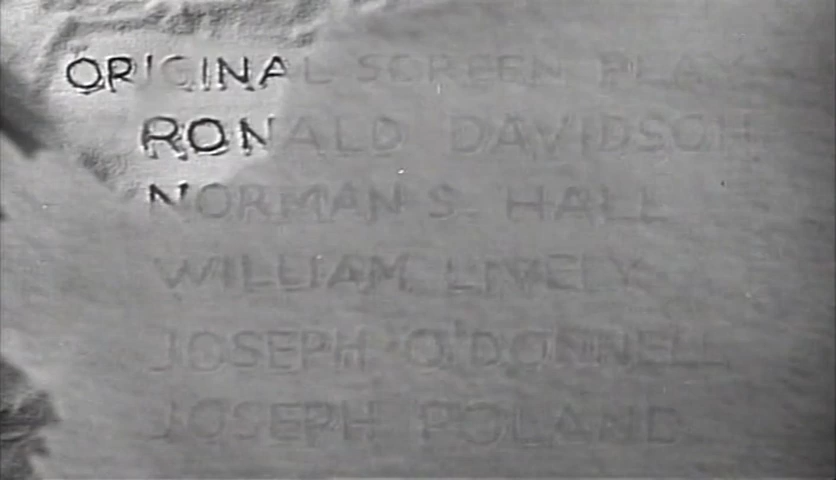 ORIGINAL SCREEN PLAY
RONALD DAVIDSON
NORMAN S. HALL
WILLIAM LIVELY
JOSEPH O'DONNELL
JOSEPH POLAND